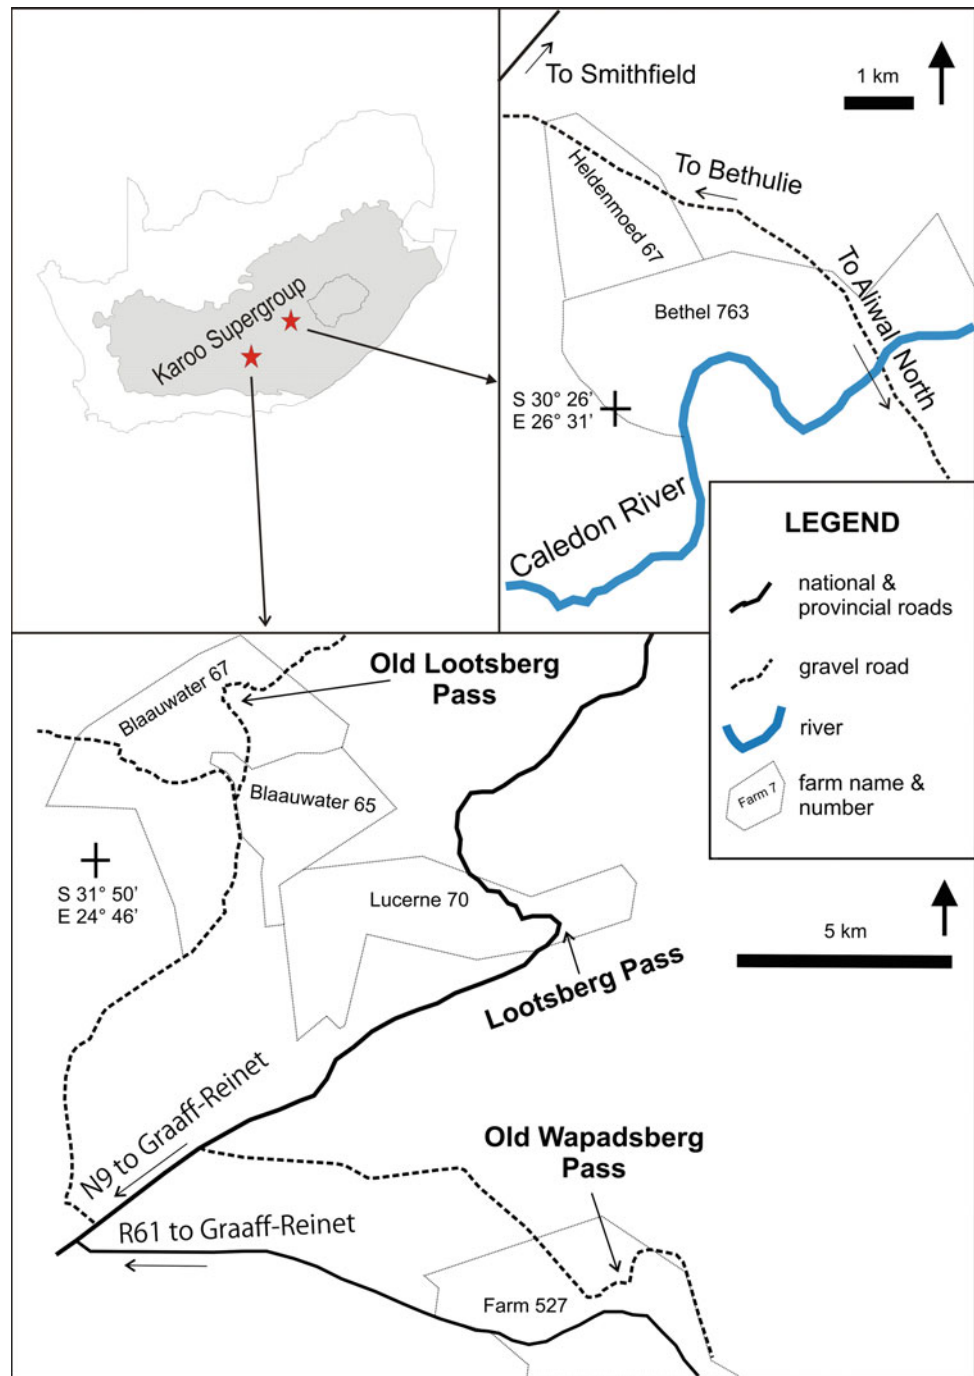 Karoo Supergroup
To Smithfield
1 km
To Bethulie
Heldenmoed 67
To Aliwal North
Bethel 763
S 30° 26’
E 26° 31’
Caledon River
LEGEND
national &
provincial roads
gravel road
river
Farm 7
farm name &
number
Old Lootsberg
Pass
Blaauwater 67
Blaauwater 65
S 31° 50’
E 24° 46’
Lucerne 70
5 km
Lootsberg Pass
N9 to Graaff-Reinet
Old Wapadsberg
Pass
R61 to Graaff-Reinet
Farm 527